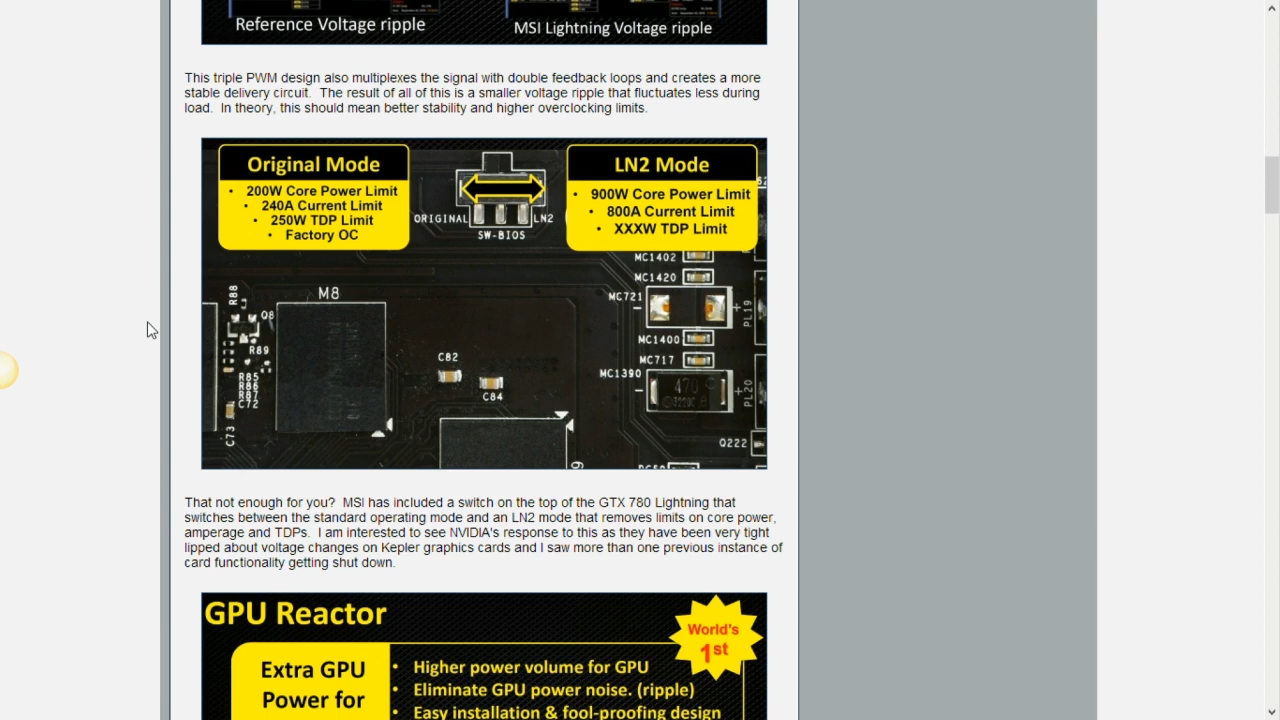 Reference Voltage ripple
MSI Lightning Voltage ripple
This triple PWM design also multiplexes the signal with double feedback loops and creates a more
stable delivery circuit.  The result of all of this is a smaller voltage ripple that fluctuates less during
load.  In theory, this should mean better stability and higher overclocking limits.
Original Mode
• 200W Core Power Limit
• 240A Current Limit
• 250W TDP Limit
• Factory OC
ORIGINAL
LN2
SW-BIOS
LN2 Mode
• 900W Core Power Limit
• 800A Current Limit
• XXXW TDP Limit
MC1402
MC1420
MC721
PL19
MC1400
MC717
MC1390
470
PL20
Q222
R88
Q8
M8
R89
R85
R86
R87
C72
C73
C82
C84
That not enough for you?  MSI has included a switch on the top of the GTX 780 Lightning that
switches between the standard operating mode and an LN2 mode that removes limits on core power,
amperage and TDPs.  I am interested to see NVIDIA's response to this as they have been very tight
lipped about voltage changes on Kepler graphics cards and I saw more than one previous instance of
card functionality getting shut down.
GPU Reactor
World's
1st
Extra GPU
Power for
• Higher power volume for GPU
• Eliminate GPU power noise. (ripple)
• Easy installation & fool-proofing design